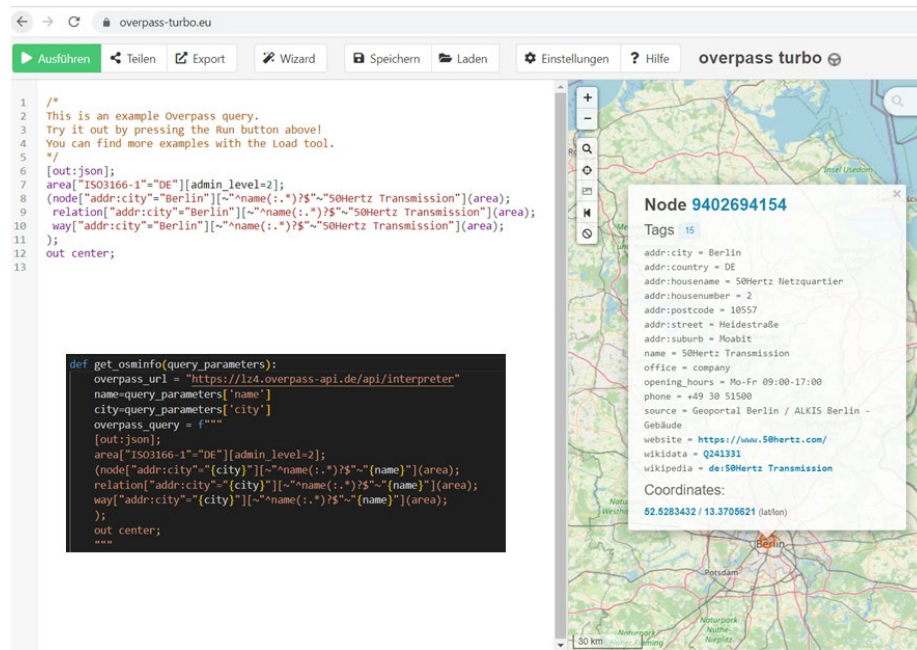 overpass-turbo.eu
Ausführen Teilen Export Wizard Speichern Laden Einstellungen Hilfe overpass turbo
1 /*
2 This is an example Overpass query.
3 Try it out by pressing the Run button above!
4 You can find more examples with the Load tool.
5 */
6 [out:json];
7 area["ISO3166-1"="DE"][admin_level=2];
8 (node["addr:city"="Berlin"][~"^name(:.*)?$"~"50Hertz Transmission"](area);
9 relation["addr:city"="Berlin"][~"^name(:.*)?$"~"50Hertz Transmission"](area);
10 way["addr:city"="Berlin"][~"^name(:.*)?$"~"50Hertz Transmission"](area);
11 );
12 out center;
13
def get_osminfo(query_parameters):
overpass_url = "https://lz4.overpass-api.de/api/interpreter"
name=query_parameters['name']
city=query_parameters['city']
overpass_query = f"""
[out:json];
area["ISO3166-1"="DE"][admin_level=2];
(node["addr:city"="{city}"][~"^name(:.*)?$"~"{name}"](area);
relation["addr:city"="{city}"][~"^name(:.*)?$"~"{name}"](area);
way["addr:city"="{city}"][~"^name(:.*)?$"~"{name}"](area);
);
out center;
"""
+
−
Insel Usedom
Node 9402694154
Tags 15
addr:city = Berlin
addr:country = DE
addr:housename = 50Hertz Netzquartier
addr:housenumber = 2
addr:postcode = 10557
addr:street = Heidestraße
addr:suburb = Moabit
name = 50Hertz Transmission
office = company
opening_hours = Mo-Fr 09:00-17:00
phone = +49 30 51500
source = Geoportal Berlin / ALKIS Berlin -
Gebäude
website = https://www.50hertz.com/
wikidata = Q241331
wikipedia = de:50Hertz Transmission
Coordinates:
52.5283432 / 13.3705621 (lat/lon)
Berlin
Potsdam
Naturpark
Nuthe-
Nieplitz
30 km